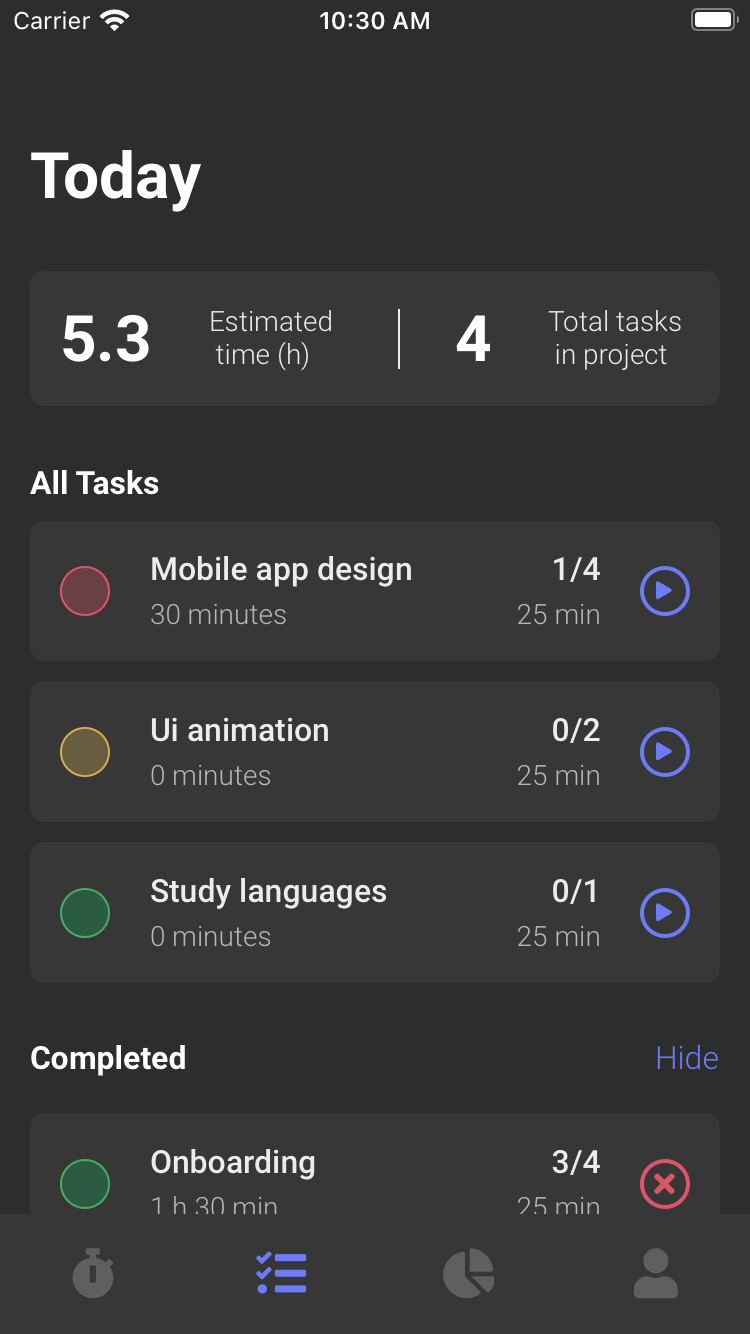 Carrier 10:30 AM
Today
5.3 Estimated time (h) 4 Total tasks in project
All Tasks
Mobile app design 1/4
30 minutes 25 min
Ui animation 0/2
0 minutes 25 min
Study languages 0/1
0 minutes 25 min
Completed Hide
Onboarding 3/4
1 h 30 min 25 min